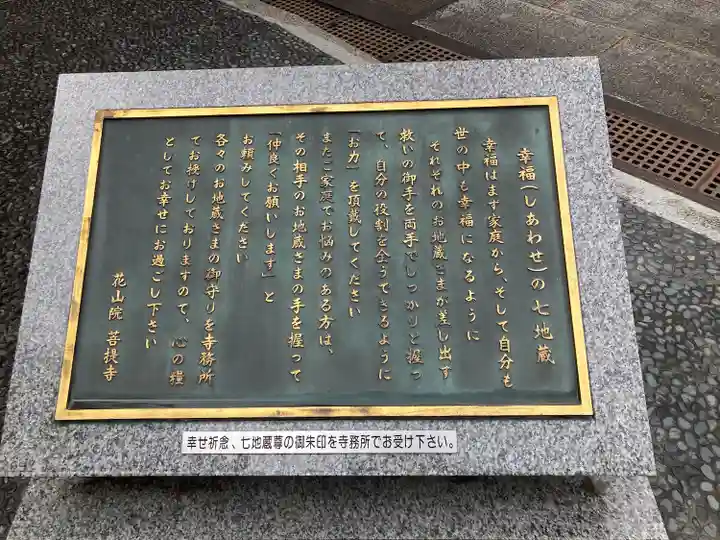 幸福(しあわせ)の七地蔵
幸福はまず家庭から、そして自分も
世の中も幸福になるように
それぞれのお地蔵さまが差し出す
救いの御手を両手でしっかりと握っ
て、自分の役割を全うできるように
「お力」を頂戴してください
またご家庭でお悩みのある方は、
その相手のお地蔵さまの手を握って
「仲良くお願いします」と
お頼みしてください
各々のお地蔵さまの御守りを寺務所
でお授けしておりますので、心の糧
としてお幸せにお過ごし下さい
花山院 菩提寺
幸せ祈念、七地蔵尊の御朱印を寺務所でお受け下さい。